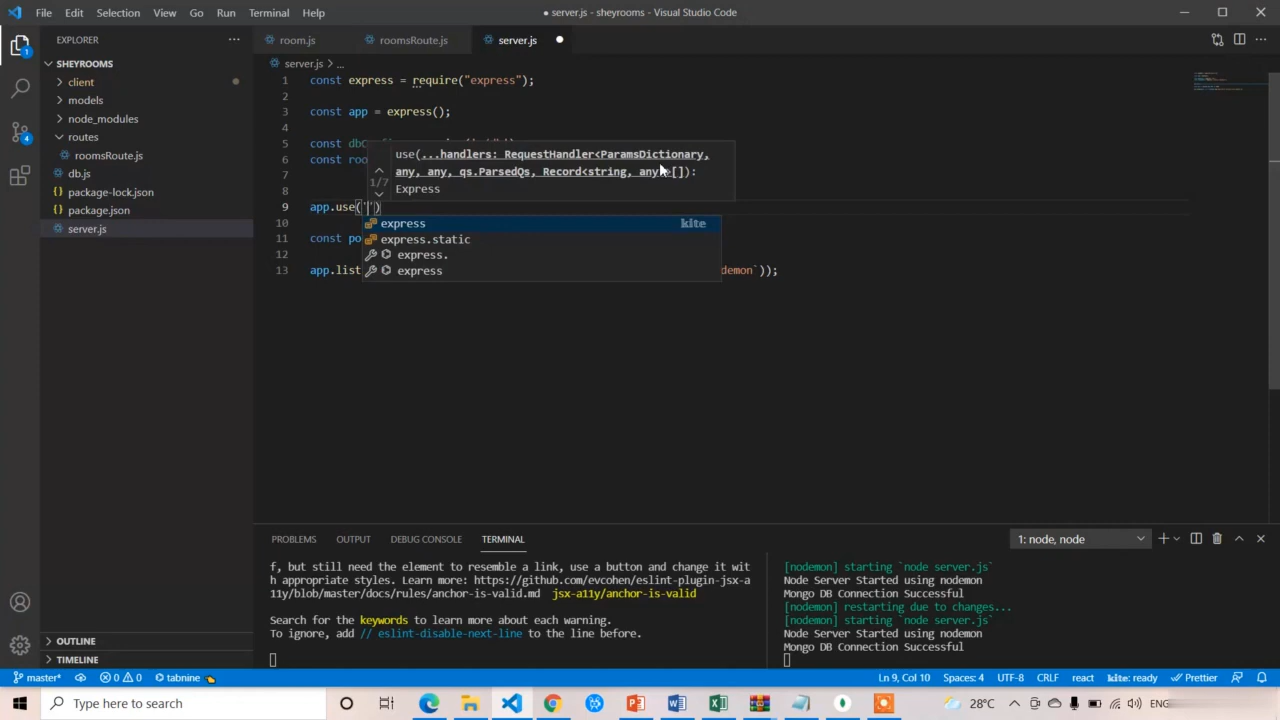 File Edit Selection View Go Run Terminal Help
● server.js - sheyrooms - Visual Studio Code
EXPLORER
room.js roomsRoute.js server.js
SHEYROOMS
client
models
node_modules
routes
roomsRoute.js
db.js
package-lock.json
package.json
server.js
server.js > ...
1 const express = require("express");
2
3 const app = express();
4
5 const
6 const
use(...handlers: RequestHandler<ParamsDictionary,
any, any, qs.ParsedQs, Record<string, any>>[]):
Express
1/7
8
9 app.use('')
express kite
express.static
express.
express
10
11 const
12
13 app.list demon`));
PROBLEMS OUTPUT DEBUG CONSOLE TERMINAL
1: node, node
f, but still need the element to resemble a link, use a button and change it wit
h appropriate styles. Learn more: https://github.com/evcohen/eslint-plugin-jsx-a
11y/blob/master/docs/rules/anchor-is-valid.md jsx-a11y/anchor-is-valid
Search for the keywords to learn more about each warning.
To ignore, add // eslint-disable-next-line to the line before.
[nodemon] starting `node server.js`
Node Server Started using nodemon
Mongo DB Connection Successful
[nodemon] restarting due to changes...
[nodemon] starting `node server.js`
Node Server Started using nodemon
Mongo DB Connection Successful
OUTLINE
TIMELINE
master* 0 0 tabnine Ln 9, Col 10 Spaces: 4 UTF-8 CRLF react kite: ready Prettier
Type here to search
28°C ENG